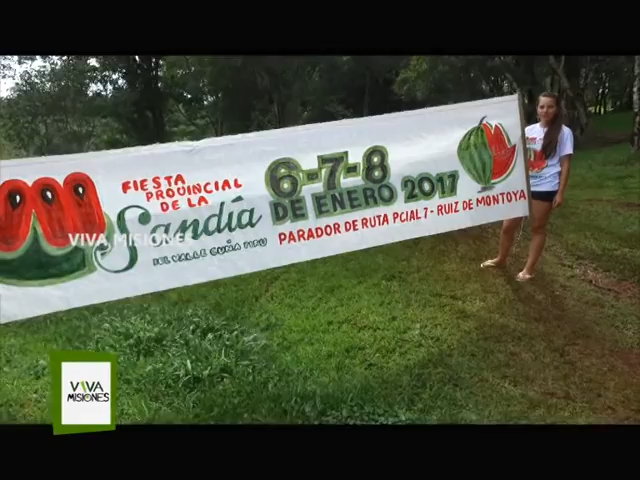 FIESTA
PROVINCIAL
DE LA
Sandía
DEL VALLE CUÑA PIRÚ
6-7-8
DE ENERO 2017
PARADOR DE RUTA PCIAL 7 - RUIZ DE MONTOYA
VIVA MISIONES
VIVA
MISIONES